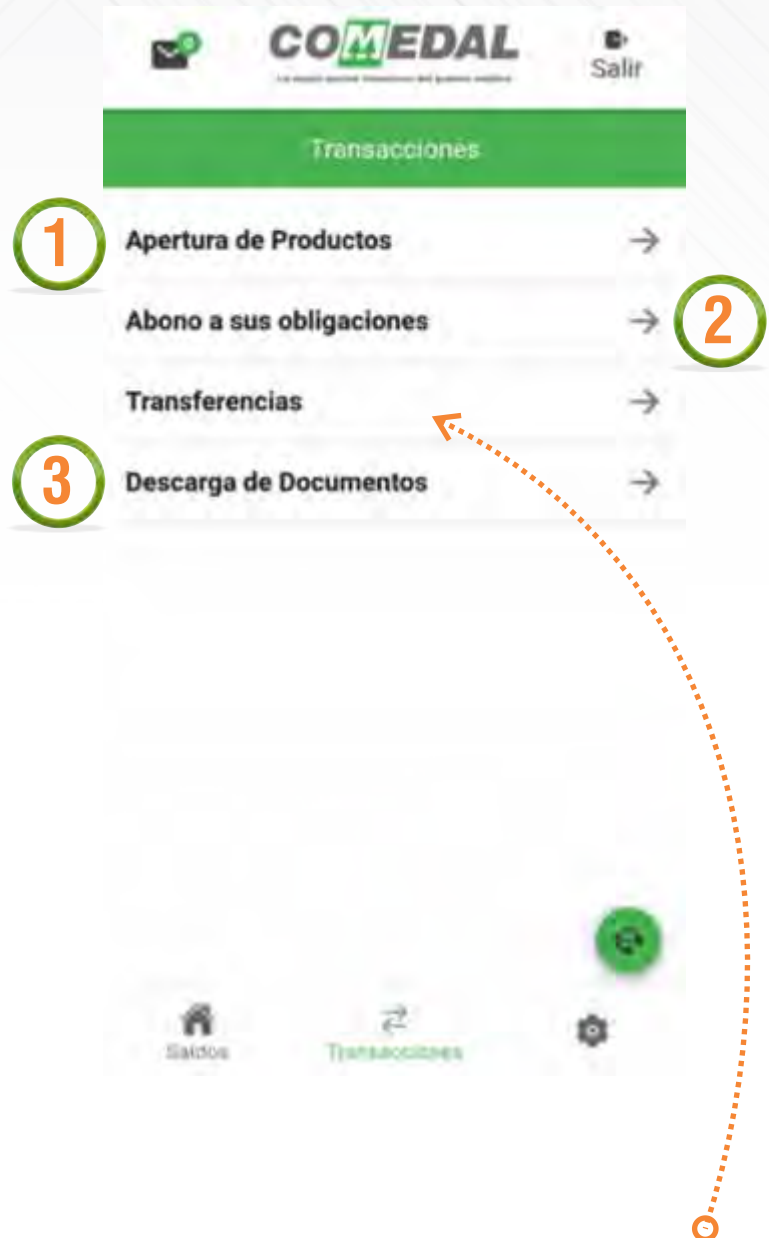 COMEDAL
Salir
Transacciones
1
Apertura de Productos
Abono a sus obligaciones
2
Transferencias
3
Descarga de Documentos
Saldos
Transacciones